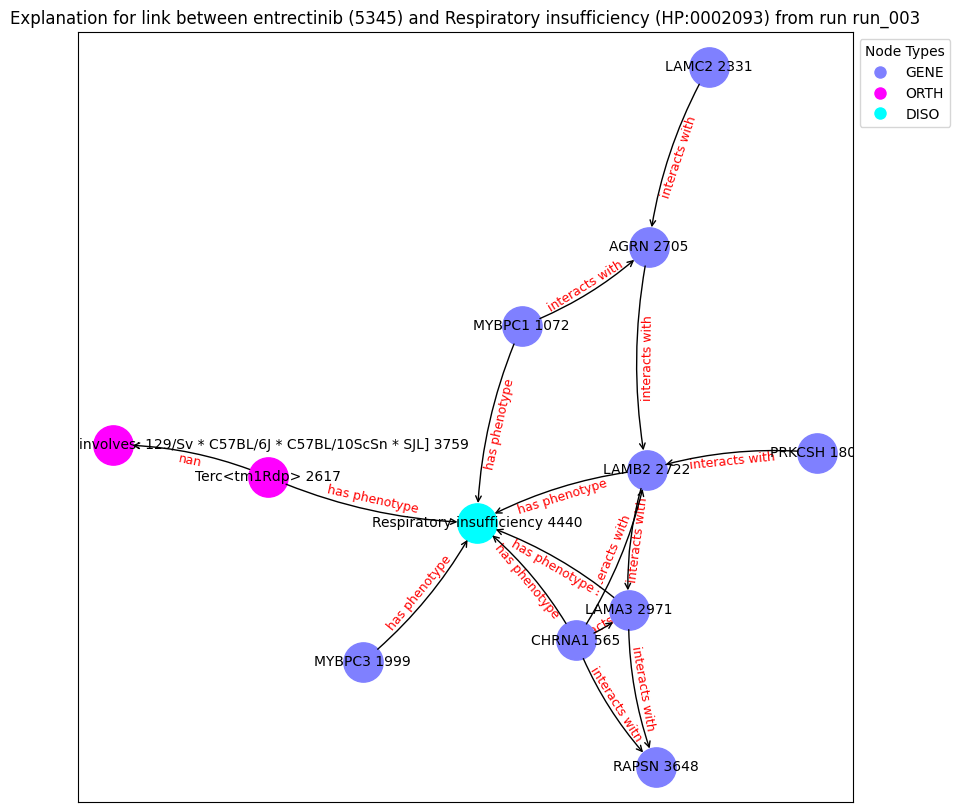 Explanation for link between entrectinib (5345) and Respiratory insufficiency (HP:0002093) from run run_003
Node Types
GENE
ORTH
DISO
LAMC2 2331
interacts with
AGRN 2705
interacts with
MYBPC1 1072
interacts with
has phenotype
involves: 129/Sv * C57BL/6J * C57BL/10ScSn * SJL] 3759
nan
Terc<tm1Rdp> 2617
has phenotype
PRKCSH 180
interacts with
LAMB2 2722
has phenotype
Respiratory insufficiency 4440
eracts with
interacts with
has phenotype
has phenotype
has phenotype
LAMA3 2971
acts
CHRNA1 565
MYBPC3 1999
interacts with
interacts with
RAPSN 3648